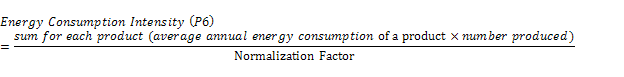 Energy Consumption Intensity (P6)
= sum for each product (average annual energy consumption of a product × number produced)
Normalization Factor